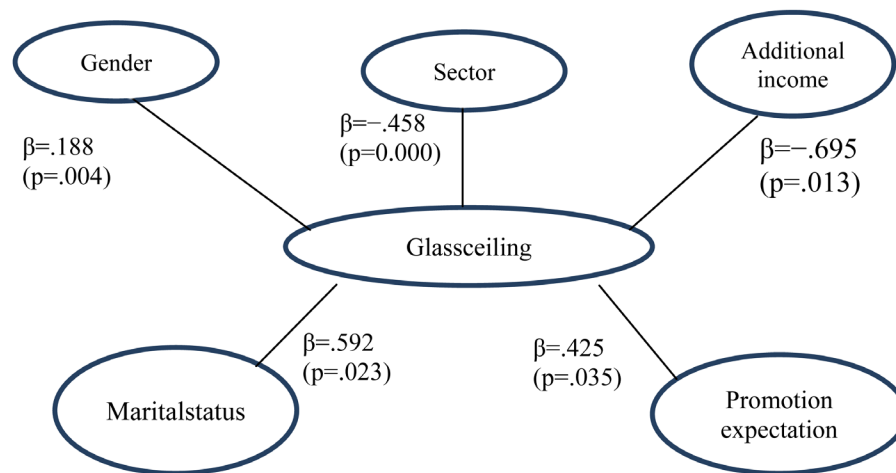 Gender
Sector
Additional
income
β=.188
(p=.004)
β=−.458
(p=0.000)
β=−.695
(p=.013)
Glassceiling
β=.592
(p=.023)
β=.425
(p=.035)
Maritalstatus
Promotion
expectation